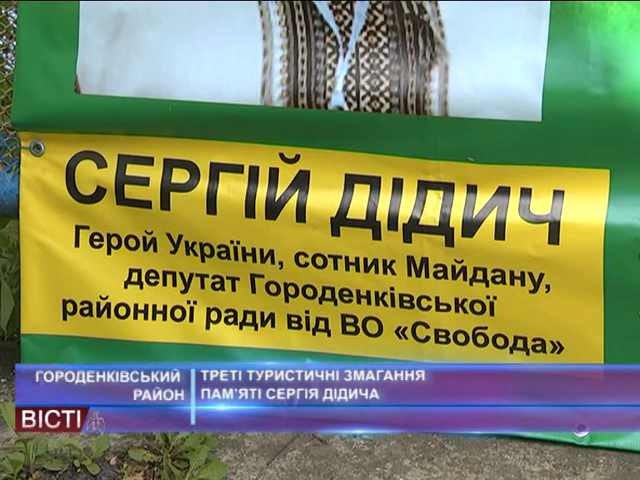 СЕРГІЙ ДІДИЧ
Герой України, сотник Майдану,
депутат Городенківської
районної ради від ВО «Свобода»
ГОРОДЕНКІВСЬКИЙ
РАЙОН
ТРЕТІ ТУРИСТИЧНІ ЗМАГАННЯ
ПАМ'ЯТІ СЕРГІЯ ДІДИЧА
ВІСТІ